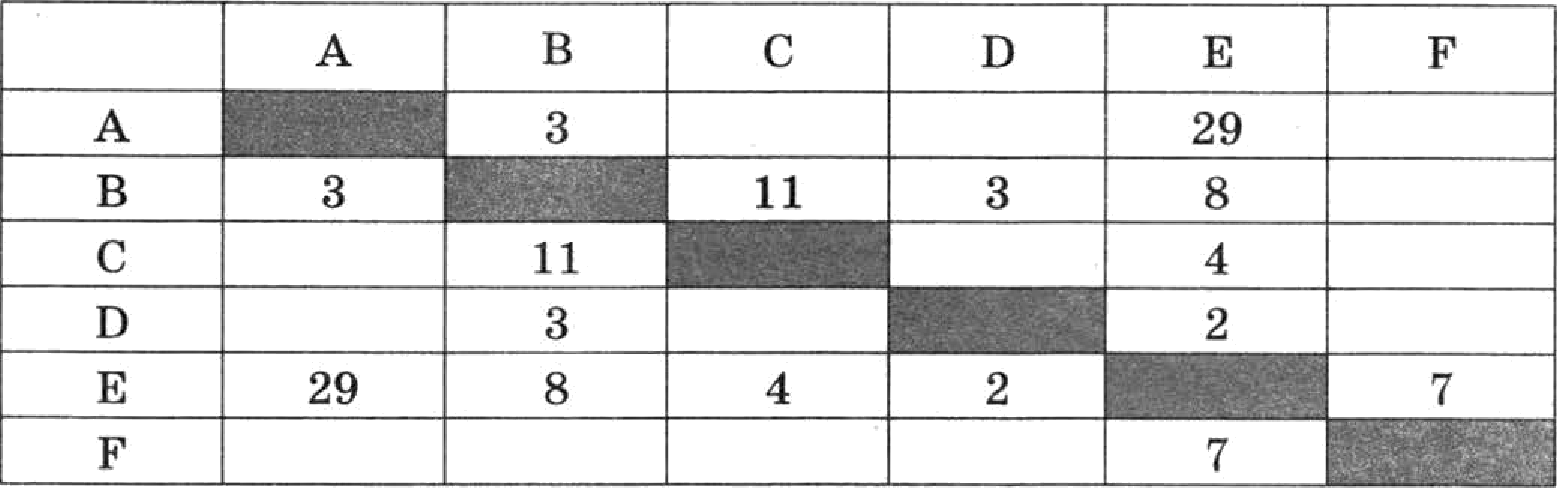 A B C D E F
A 3 29
B 3 11 3 8
C 11 4
D 3 2
E 29 8 4 2 7
F 7